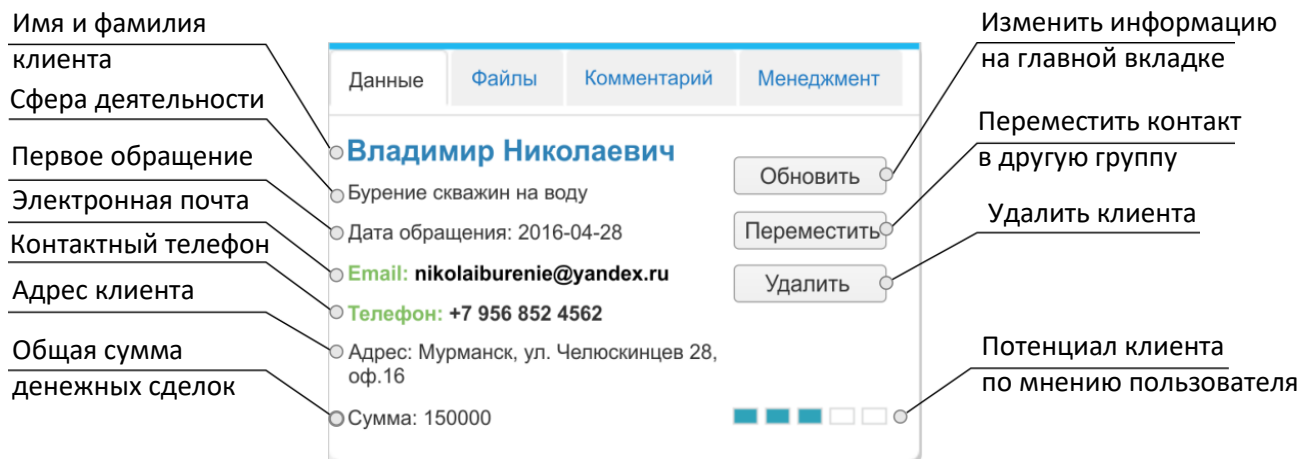 Имя и фамилия
клиента
Сфера деятельности
Первое обращение
Электронная почта
Контактный телефон
Адрес клиента
Общая сумма
денежных сделок
Данные
Файлы
Комментарий
Менеджмент
Владимир Николаевич
Бурение скважин на воду
Дата обращения: 2016-04-28
Email: nikolaiburenie@yandex.ru
Телефон: +7 956 852 4562
Адрес: Мурманск, ул. Челюскинцев 28,
оф.16
Сумма: 150000
Обновить
Переместить
Удалить
Изменить информацию
на главной вкладке
Переместить контакт
в другую группу
Удалить клиента
Потенциал клиента
по мнению пользователя